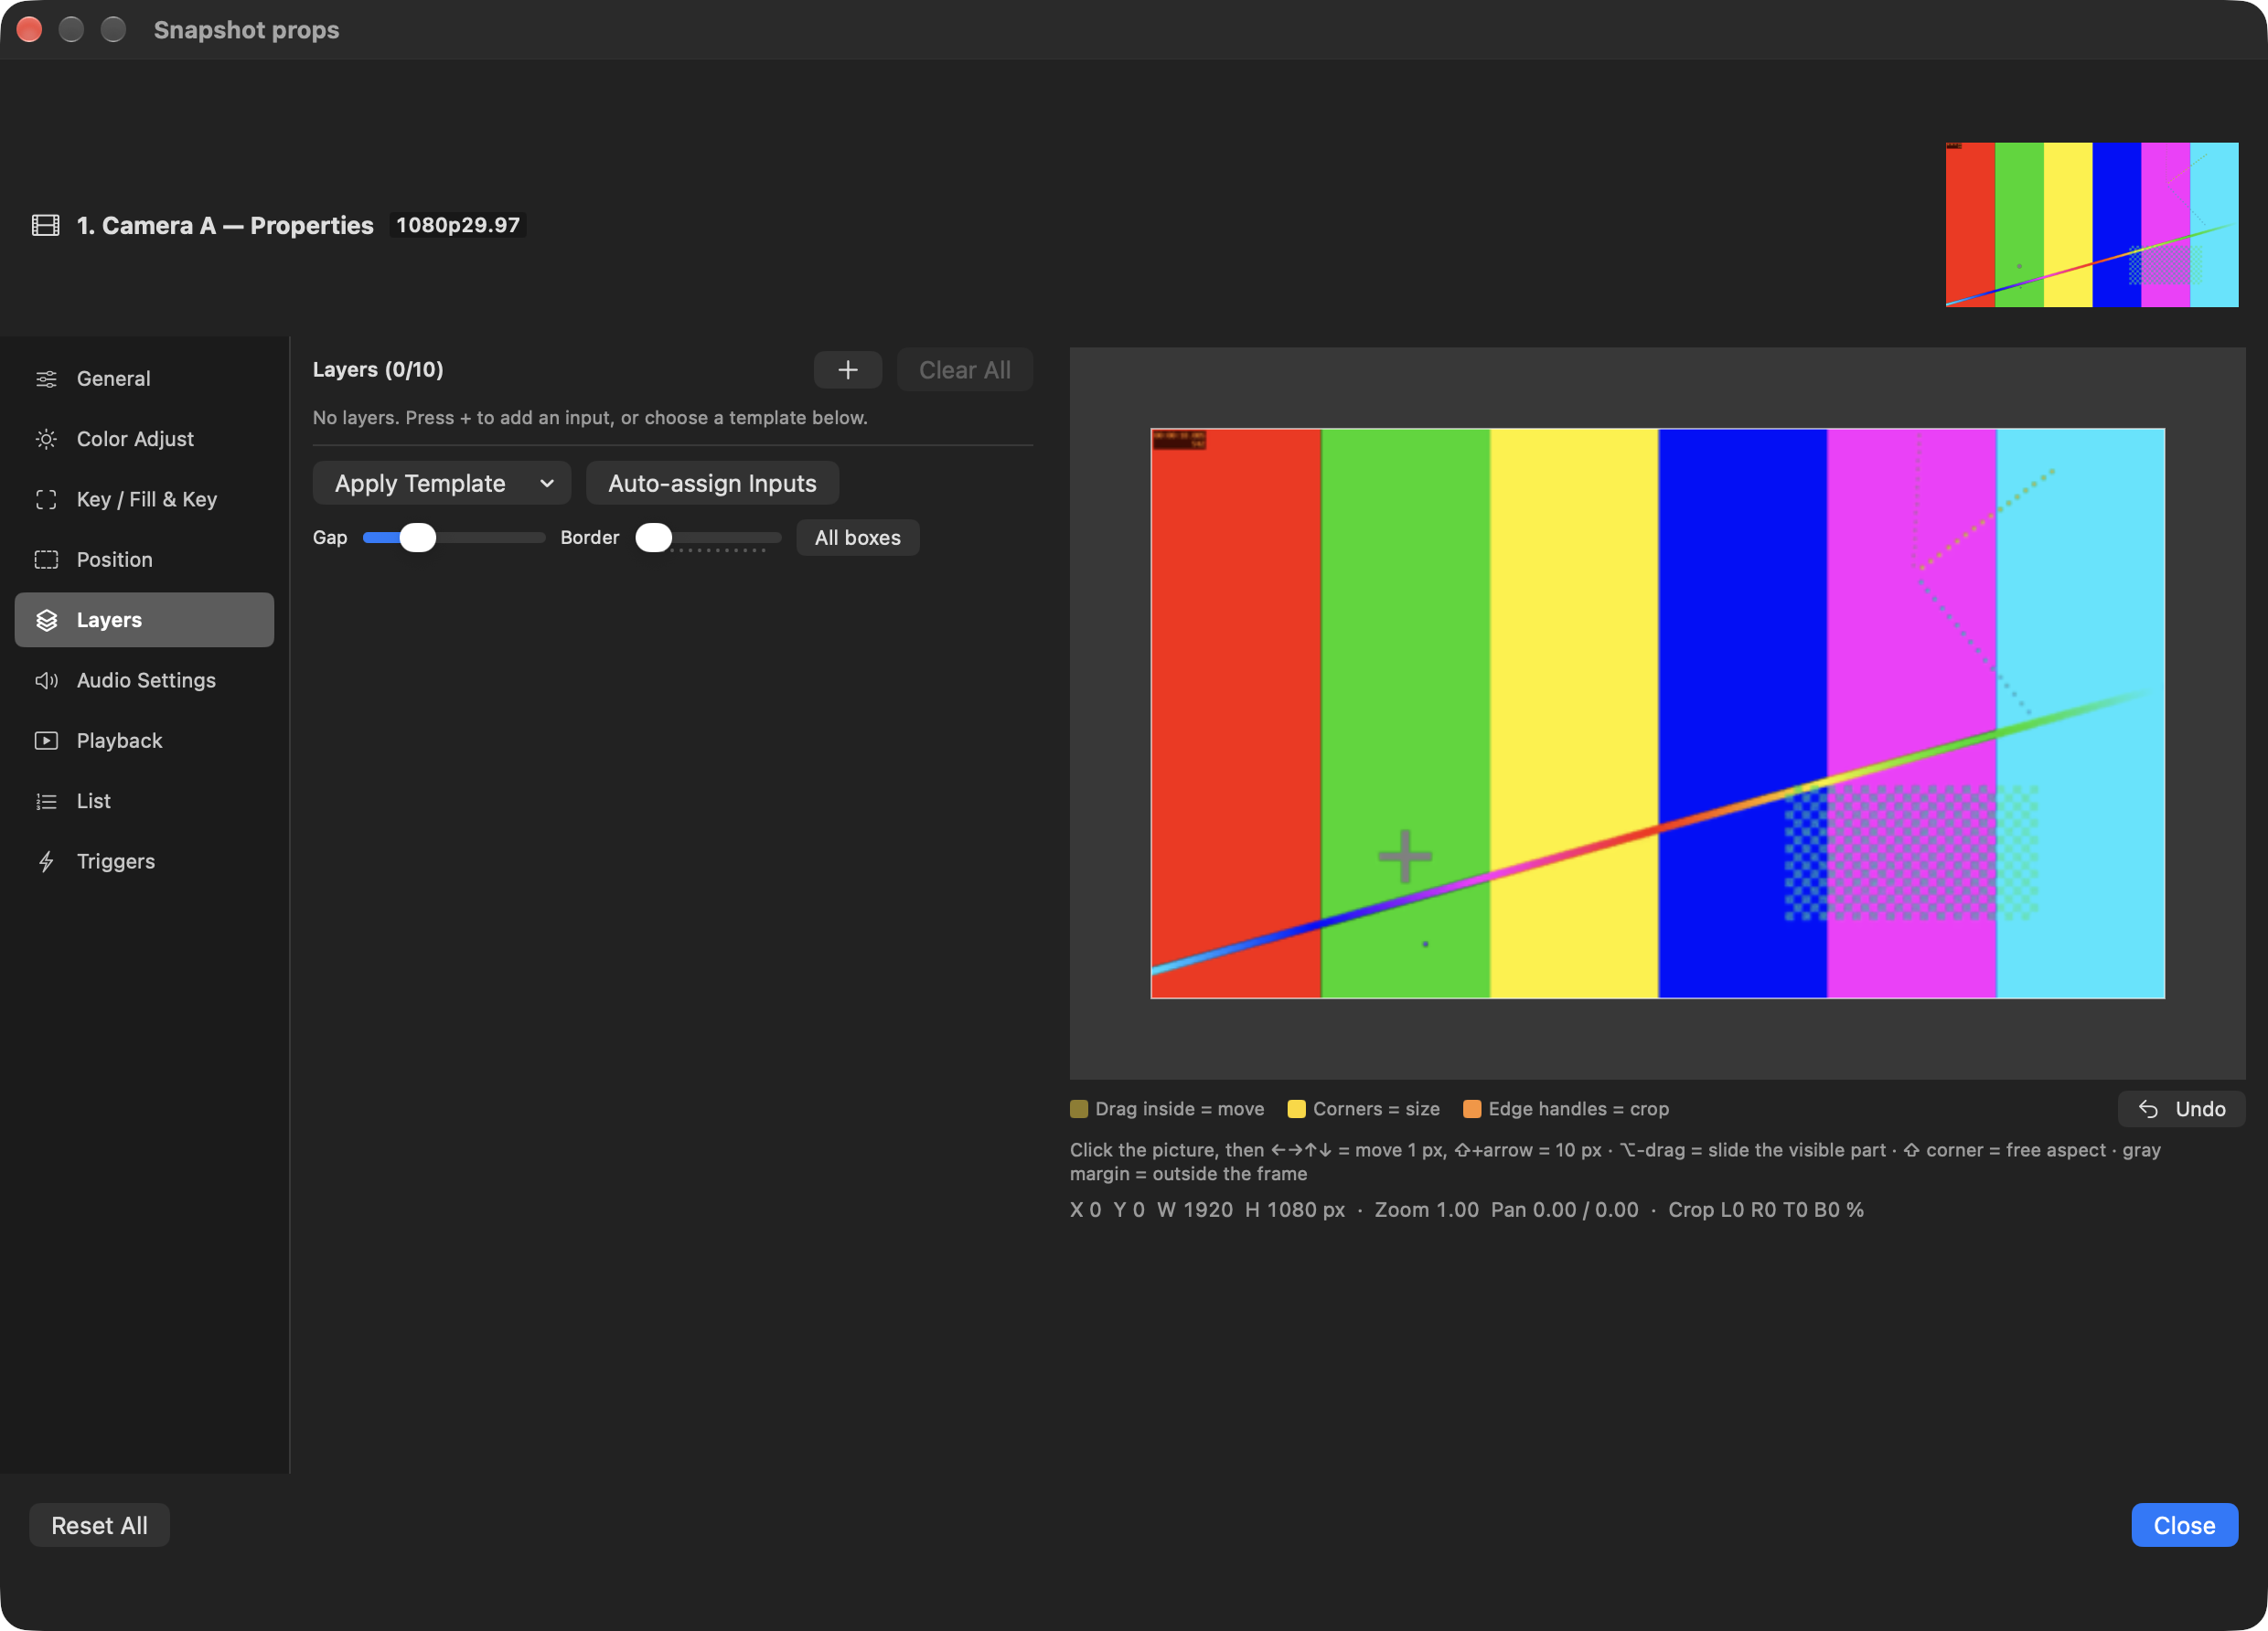 Snapshot props
1. Camera A — Properties 1080p29.97
General
Color Adjust
Key / Fill & Key
Position
Layers
Audio Settings
Playback
List
Triggers
Layers (0/10)
+ Clear All
No layers. Press + to add an input, or choose a template below.
Apply Template Auto-assign Inputs
Gap Border All boxes
Drag inside = move Corners = size Edge handles = crop Undo
Click the picture, then ←→↑↓ = move 1 px, ⇧+arrow = 10 px · ⌥-drag = slide the visible part · ⇧ corner = free aspect · gray
margin = outside the frame
X 0 Y 0 W 1920 H 1080 px · Zoom 1.00 Pan 0.00 / 0.00 · Crop L0 R0 T0 B0 %
Reset All Close